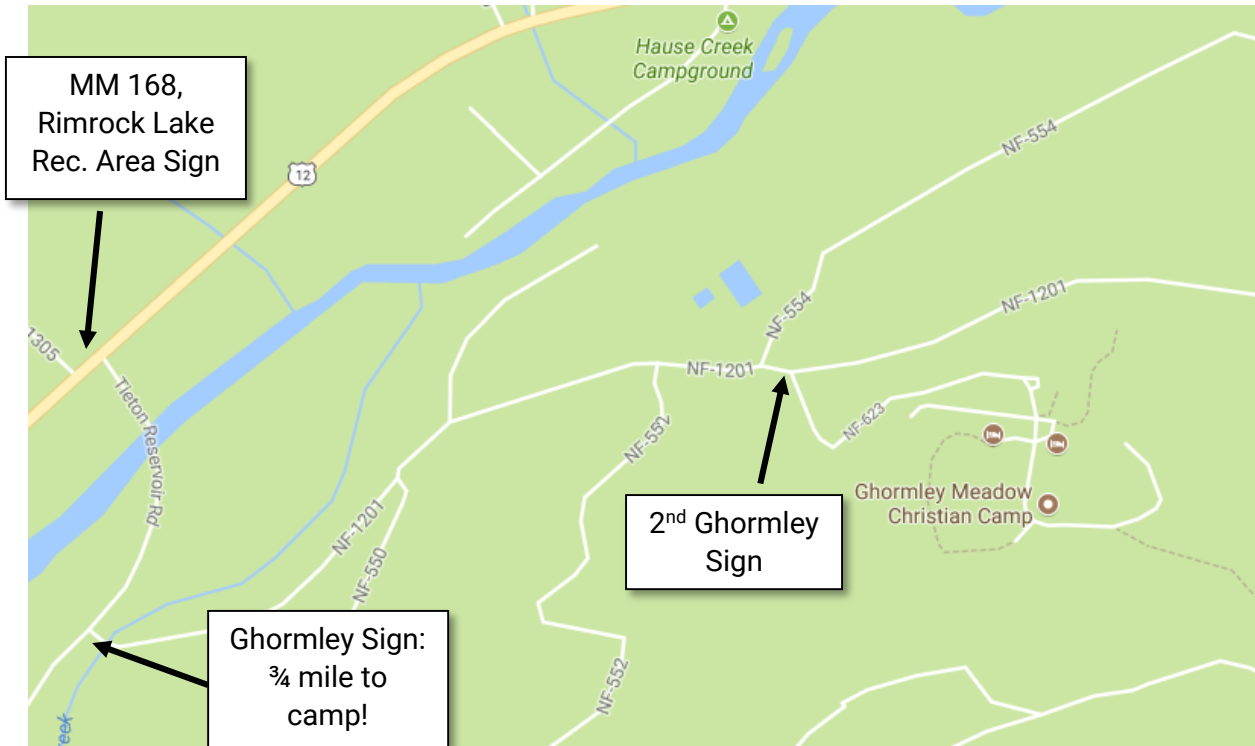 Hause Creek
Campground
MM 168,
Rimrock Lake
Rec. Area Sign
12
NF-554
1305
NF-554
NF-1201
NF-1201
Tieton Reservoir Rd
NF-552
NF-623
Ghormley Meadow
Christian Camp
2nd Ghormley
Sign
NF-1201
NF-550
Ghormley Sign:
¾ mile to
camp!
NF-552
eek